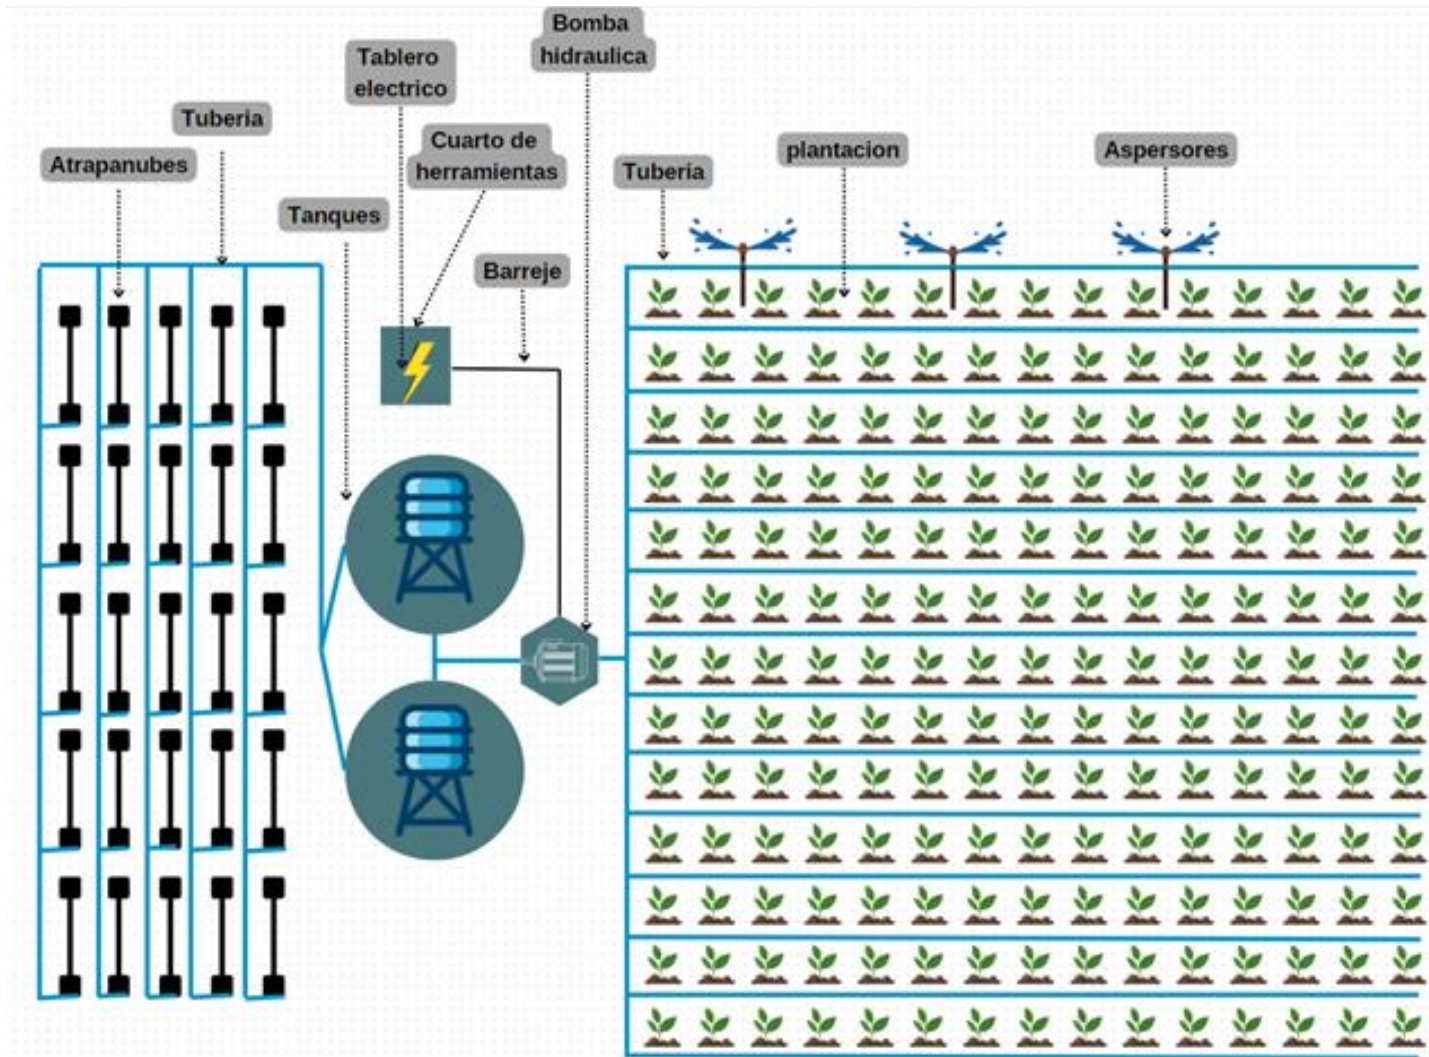 Bomba
hidraulica
Tablero
electrico
Tuberia
Cuarto de
herramientas
Atrapanubes
Tanques
Barreje
Tuberia
plantacion
Aspersores